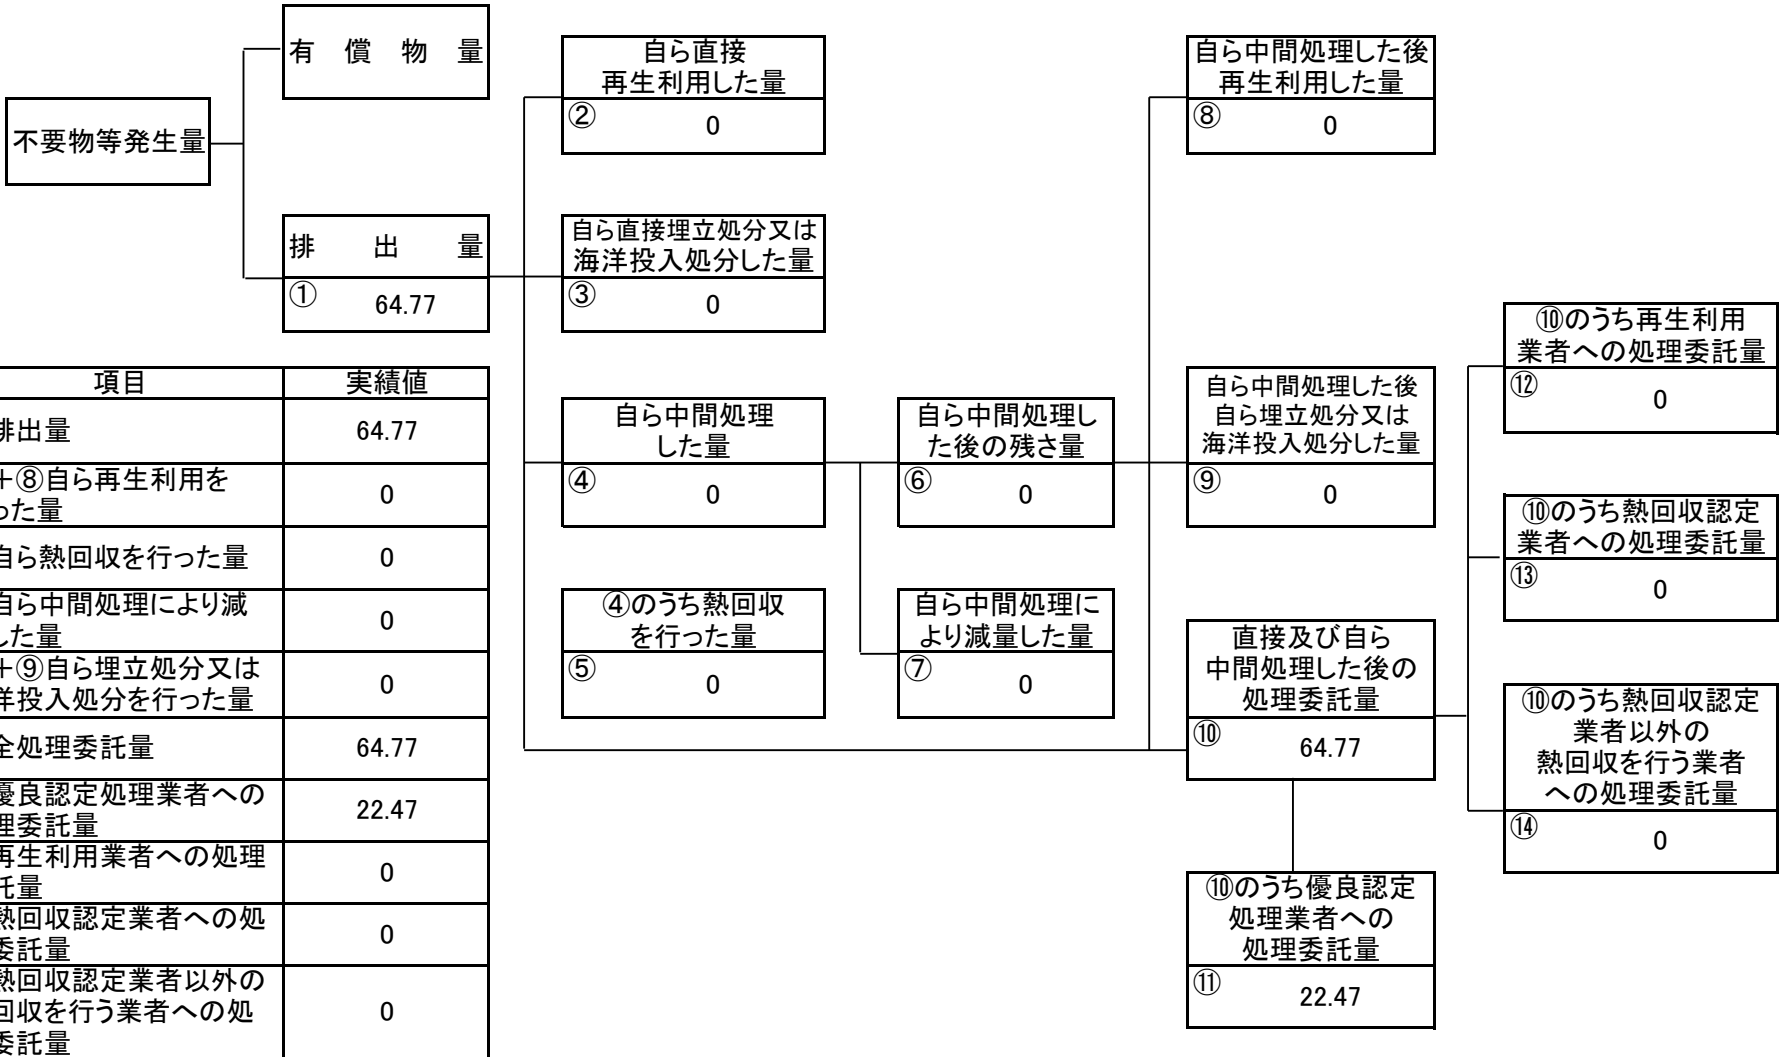 不要物等発生量
有償物量
排出量
①
64.77
自ら直接
再生利用した量
②
0
自ら直接埋立処分又は
海洋投入処分した量
③
0
自ら中間処理
した量
④
0
④のうち熱回収
を行った量
⑤
0
自ら中間処理し
た後の残さ量
⑥
0
自ら中間処理に
より減量した量
⑦
0
自ら中間処理した後
再生利用した量
⑧
0
自ら中間処理した後
自ら埋立処分又は
海洋投入処分した量
⑨
0
直接及び自ら
中間処理した後の
処理委託量
⑩
64.77
⑩のうち優良認定
処理業者への
処理委託量
⑪
22.47
⑩のうち再生利用
業者への処理委託量
⑫
0
⑩のうち熱回収認定
業者への処理委託量
⑬
0
⑩のうち熱回収認定
業者以外の
熱回収を行う業者
への処理委託量
⑭
0
項目 実績値
排出量 64.77
+⑧自ら再生利用を
った量
0
自ら熱回収を行った量 0
自ら中間処理により減
した量
0
+⑨自ら埋立処分又は
洋投入処分を行った量
0
全処理委託量 64.77
優良認定処理業者への
理委託量
22.47
再生利用業者への処理
託量
0
熱回収認定業者への処
委託量
0
熱回収認定業者以外の
回収を行う業者への処
委託量
0